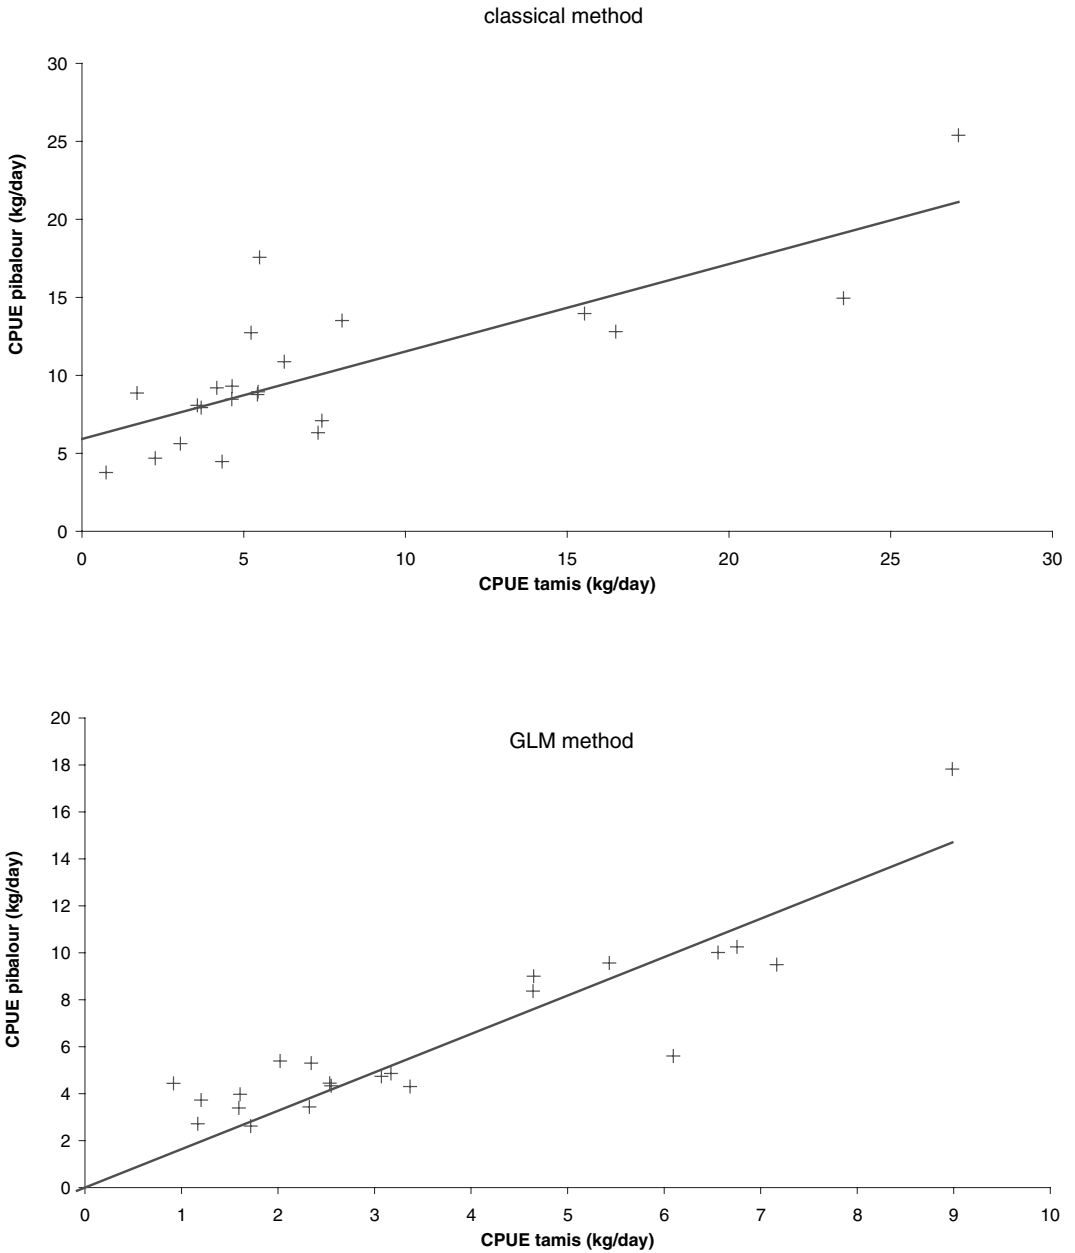 classical method
30
25
20
15
10
5
0
CPUE pibalour (kg/day)
0 5 10 15 20 25 30
CPUE tamis (kg/day)
GLM method
20
18
16
14
12
10
8
6
4
2
0
CPUE pibalour (kg/day)
0 1 2 3 4 5 6 7 8 9 10
CPUE tamis (kg/day)